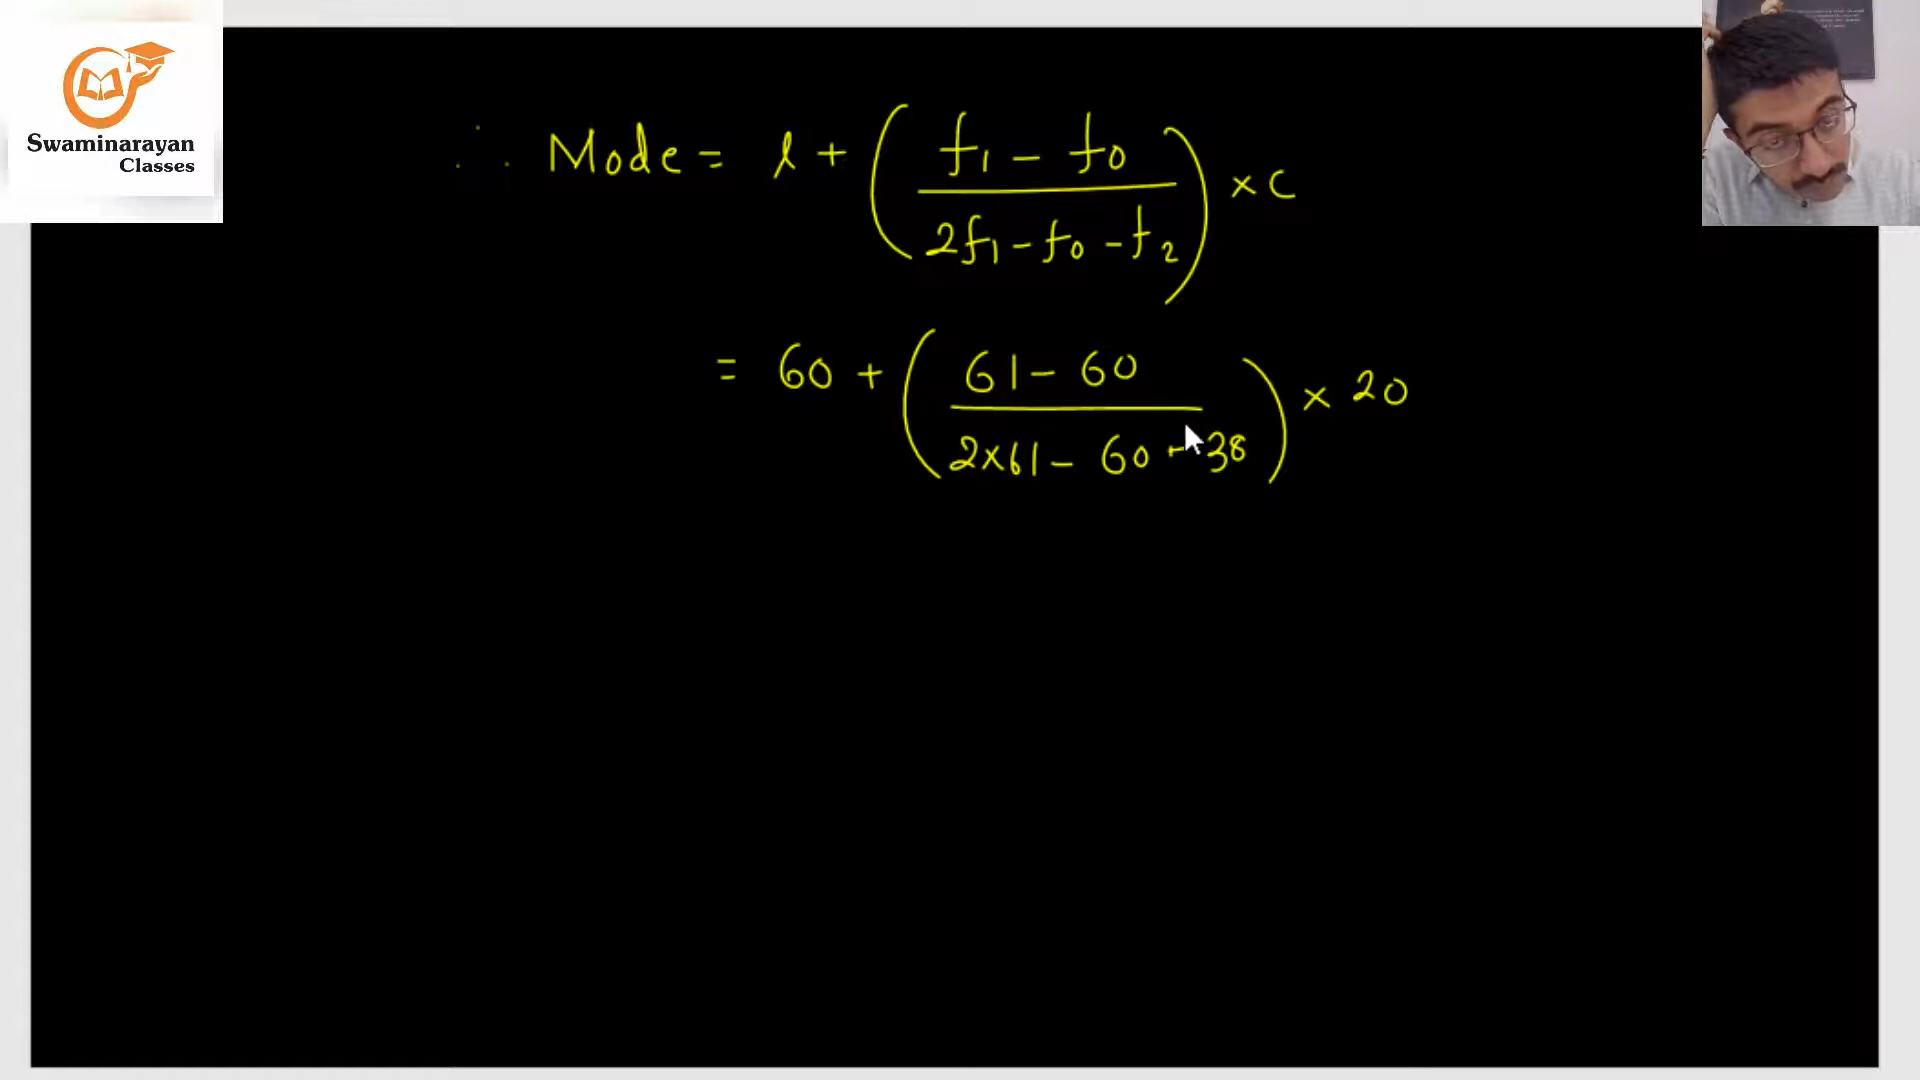 Swaminarayan
Classes
∴ Mode = l + ( f₁ - f₀ / 2f₁ - f₀ - f₂ ) × c
= 60 + ( 61 - 60 / 2×61 - 60 - 38 ) × 20